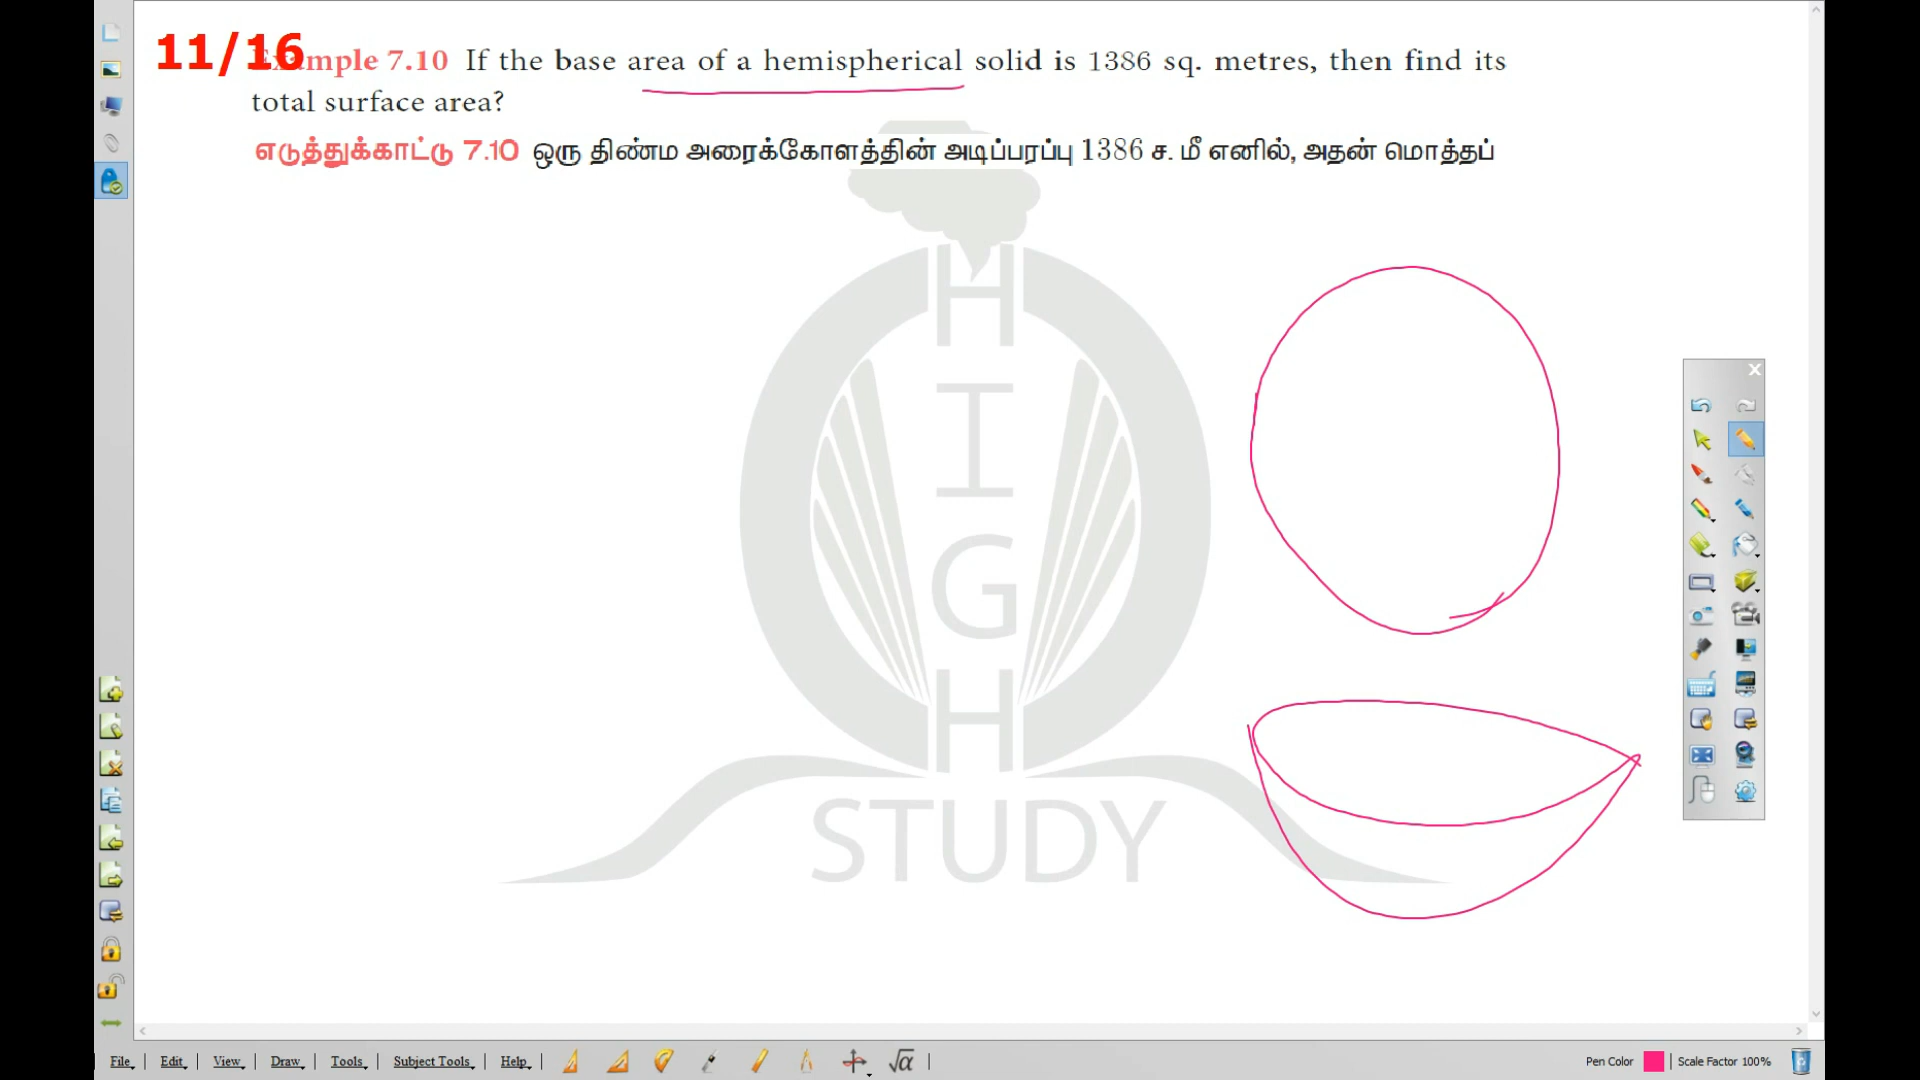 11/16
Example 7.10 If the base area of a hemispherical solid is 1386 sq. metres, then find its
total surface area?
எடுத்துக்காட்டு 7.10 ஒரு திண்ம அரைக்கோளத்தின் அடிப்பரப்பு 1386 ச. மீ எனில், அதன் மொத்தப்
HIGH
STUDY
File Edit View Draw Tools Subject Tools Help Pen Color Scale Factor 100%